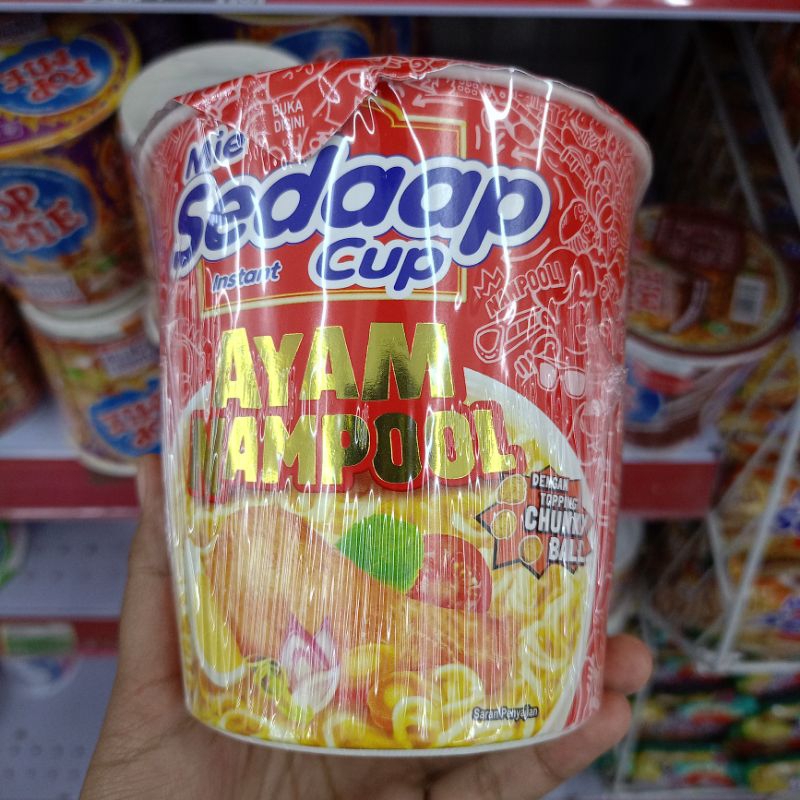 BUKA
DISINI
Mie
Sedaap
Instant Cup
AYAM
NAMPOOL
NAMPOOL!
DENGAN
TOPPING
CHUNKY
BALL
Saran Penyajian
POP
MIE
POP
MIE